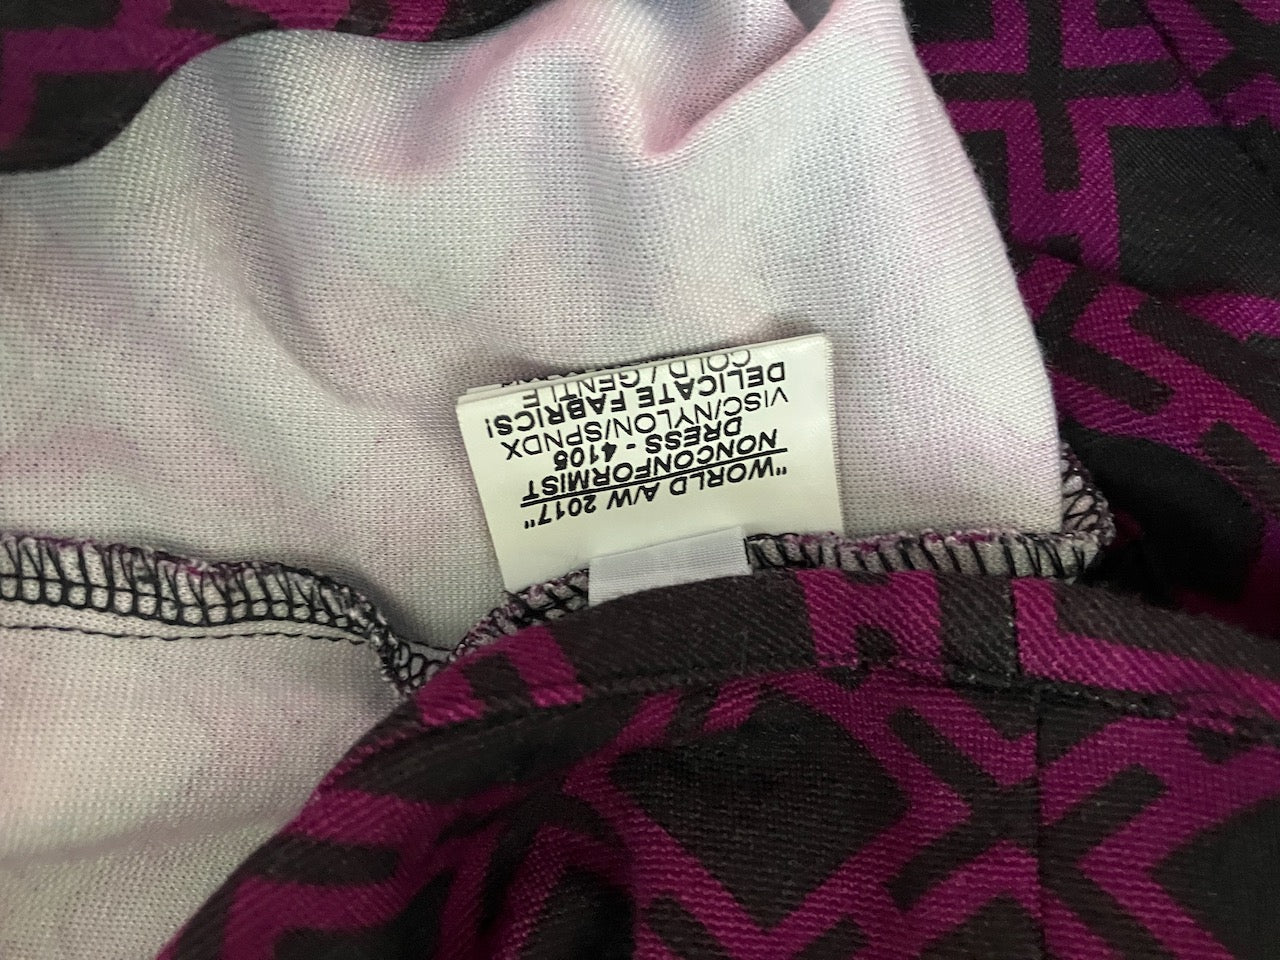 "WORLD A/W 2017"
NONCONFORMIST
DRESS - 4105
VISC/NYLON/SPNDX
DELICATE FABRICS!
COLD / GENTLE